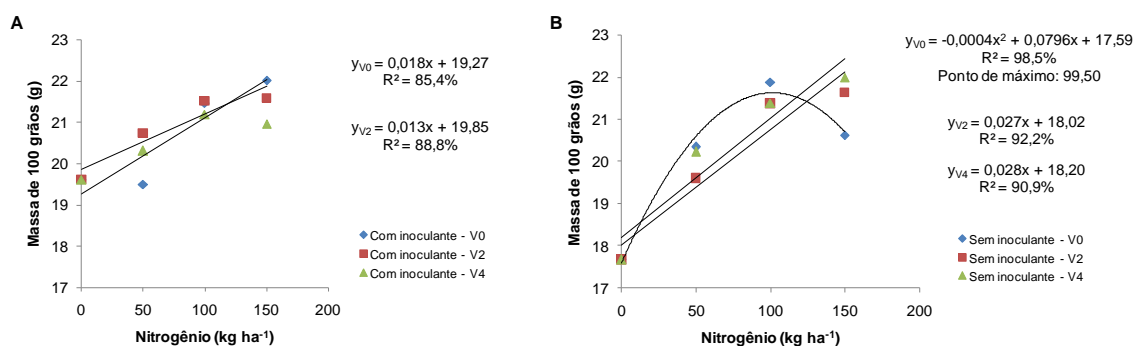 A
Massa de 100 grãos (g)
23
22
21
20
19
18
17
0
50
100
150
200
Nitrogênio (kg ha⁻¹)
Com inoculante - V0
Com inoculante - V2
Com inoculante - V4
yV0 = 0,018x + 19,27
R² = 85,4%
yV2 = 0,013x + 19,85
R² = 88,8%
B
Massa de 100 grãos (g)
23
22
21
20
19
18
17
0
50
100
150
200
Nitrogênio (kg ha⁻¹)
yV0 = -0,0004x² + 0,0796x + 17,59
R² = 98,5%
Ponto de máximo: 99,50
yV2 = 0,027x + 18,02
R² = 92,2%
yV4 = 0,028x + 18,20
R² = 90,9%
Sem inoculante - V0
Sem inoculante - V2
Sem inoculante - V4